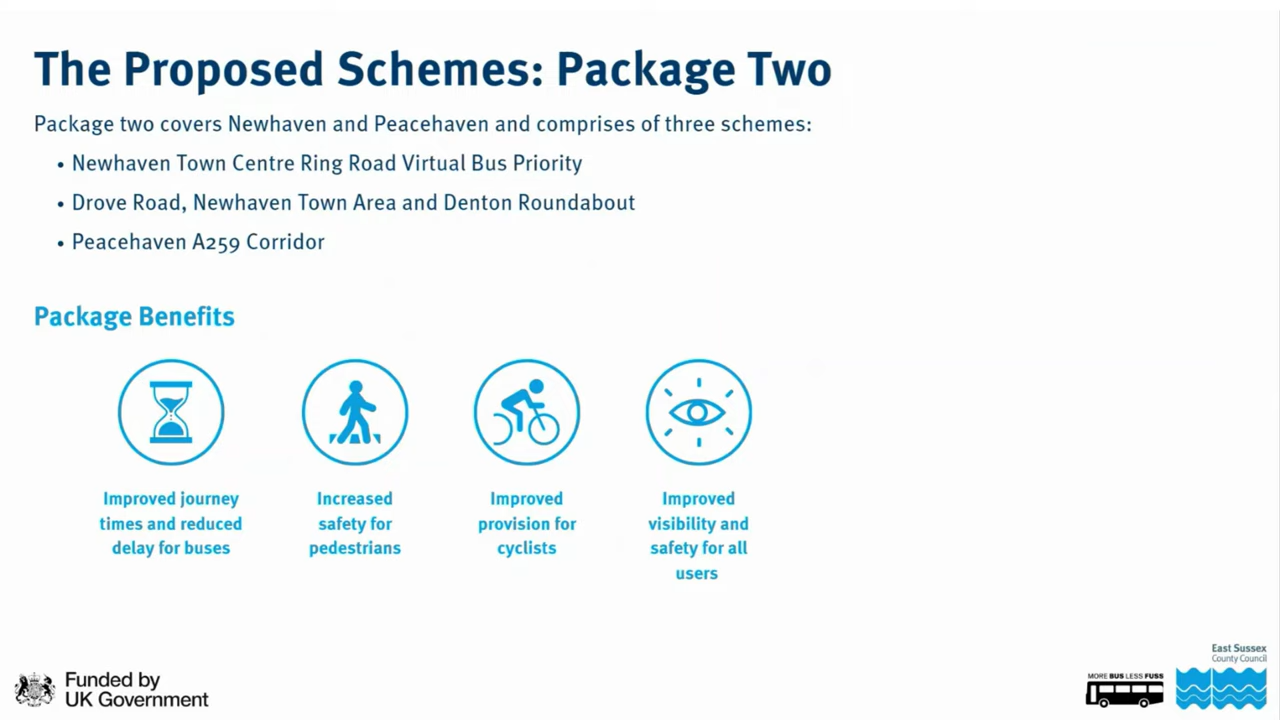 The Proposed Schemes: Package Two
Package two covers Newhaven and Peacehaven and comprises of three schemes:
• Newhaven Town Centre Ring Road Virtual Bus Priority
• Drove Road, Newhaven Town Area and Denton Roundabout
• Peacehaven A259 Corridor
Package Benefits
Improved journey
times and reduced
delay for buses
Increased
safety for
pedestrians
Improved
provision for
cyclists
Improved
visibility and
safety for all
users
Funded by
UK Government
MORE BUS LESS FUSS
East Sussex
County Council